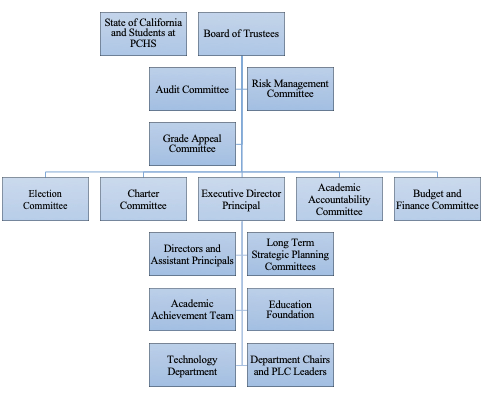 State of California
and Students at
PCHS
Board of Trustees
Audit Committee
Risk Management
Committee
Grade Appeal
Committee
Election
Committee
Charter
Committee
Executive Director
Principal
Academic
Accountability
Committee
Budget and
Finance Committee
Directors and
Assistant Principals
Long Term
Strategic Planning
Committees
Academic
Achievement Team
Education
Foundation
Technology
Department
Department Chairs
and PLC Leaders